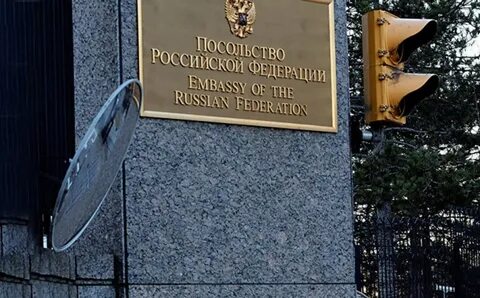 ПОСОЛЬСТВО
РОССИЙСКОЙ ФЕДЕРАЦИИ
EMBASSY OF THE
RUSSIAN FEDERATION